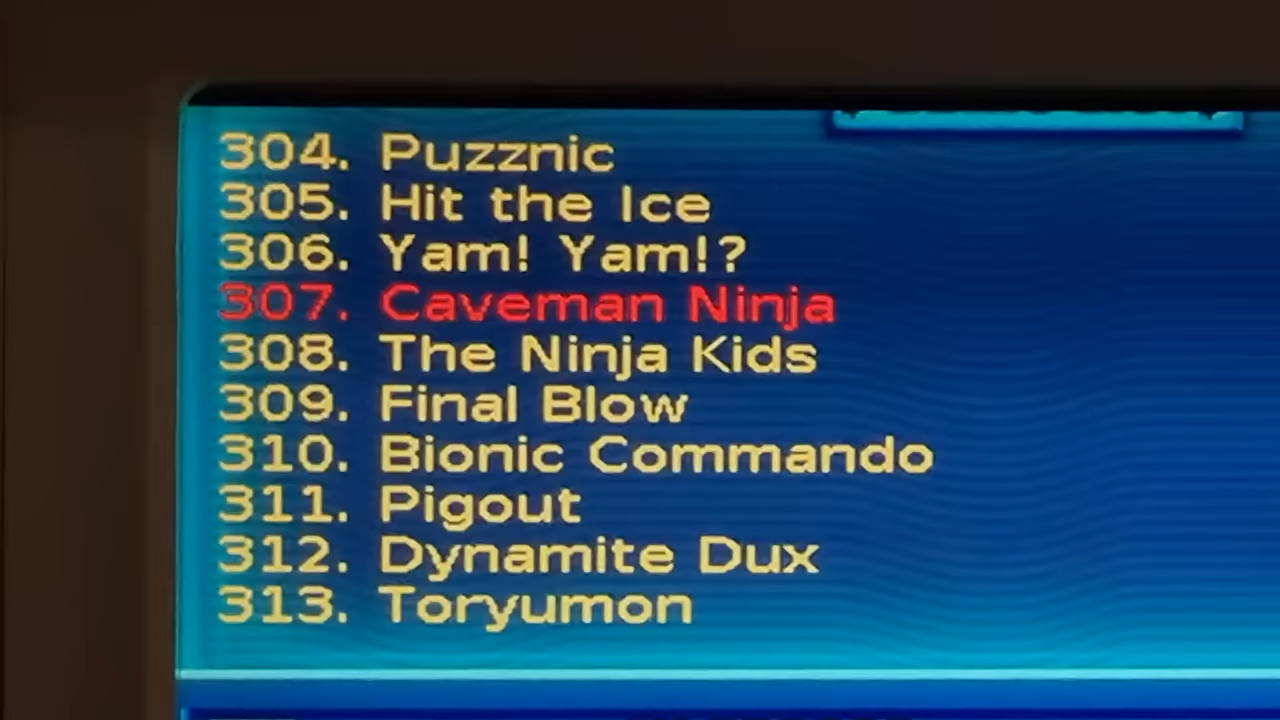 304. Puzznic
305. Hit the Ice
306. Yam! Yam!?
307. Caveman Ninja
308. The Ninja Kids
309. Final Blow
310. Bionic Commando
311. Pigout
312. Dynamite Dux
313. Toryumon